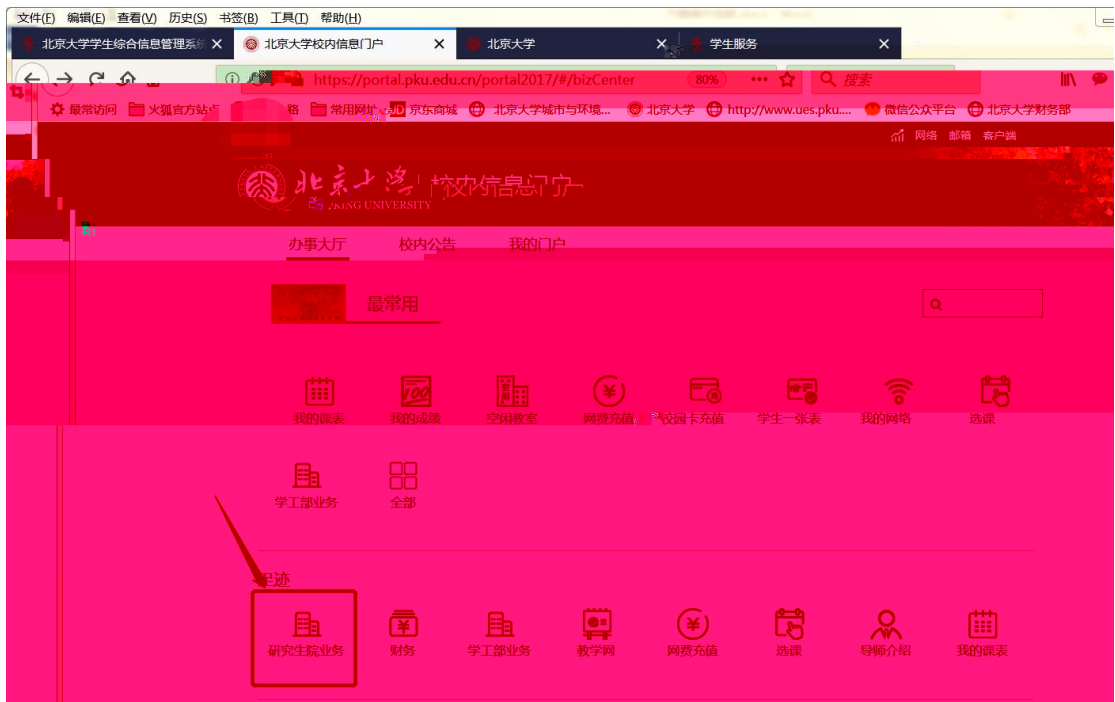 文件(F) 编辑(E) 查看(V) 历史(S) 书签(B) 工具(T) 帮助(H)
北京大学学生综合信息管理系统 × 北京大学校内信息门户 × 北京大学 × 学生服务 ×
https://portal.pku.edu.cn/portal2017/#/bizCenter 80% ••• 搜索
最常访问 火狐官方站点 常用网址 JD 京东商城 北京大学城市与环境... 北京大学 http://www.ues.pku.... 微信公众平台 北京大学财务部
网络 邮箱 客户端
北京大学 校内信息门户
PEKING UNIVERSITY
办事大厅 校内公告 我的门户
最常用
我的课表 我的成绩 空闲教室 网费充值 校园卡充值 学生一张表 我的网络 选课
学工部业务 全部
足迹
研究生院业务 财务 学工部业务 教学网 网费充值 选课 导师介绍 我的课表